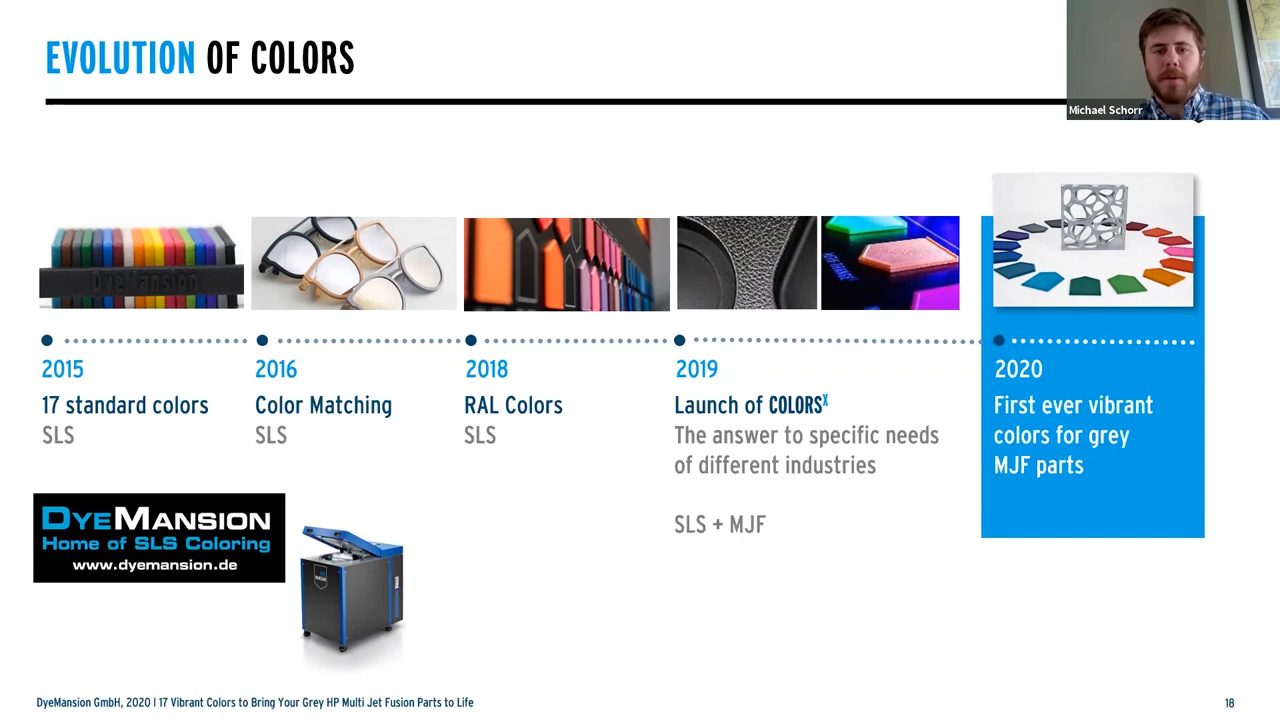 EVOLUTION OF COLORS
Michael Schorr
DyeMansion
2015
17 standard colors
SLS
2016
Color Matching
SLS
2018
RAL Colors
SLS
2019
Launch of COLORSX
The answer to specific needs
of different industries
SLS + MJF
2020
First ever vibrant
colors for grey
MJF parts
DYEMANSION
Home of SLS Coloring
www.dyemansion.de
DyeMansion GmbH, 2020 I 17 Vibrant Colors to Bring Your Grey HP Multi Jet Fusion Parts to Life
18